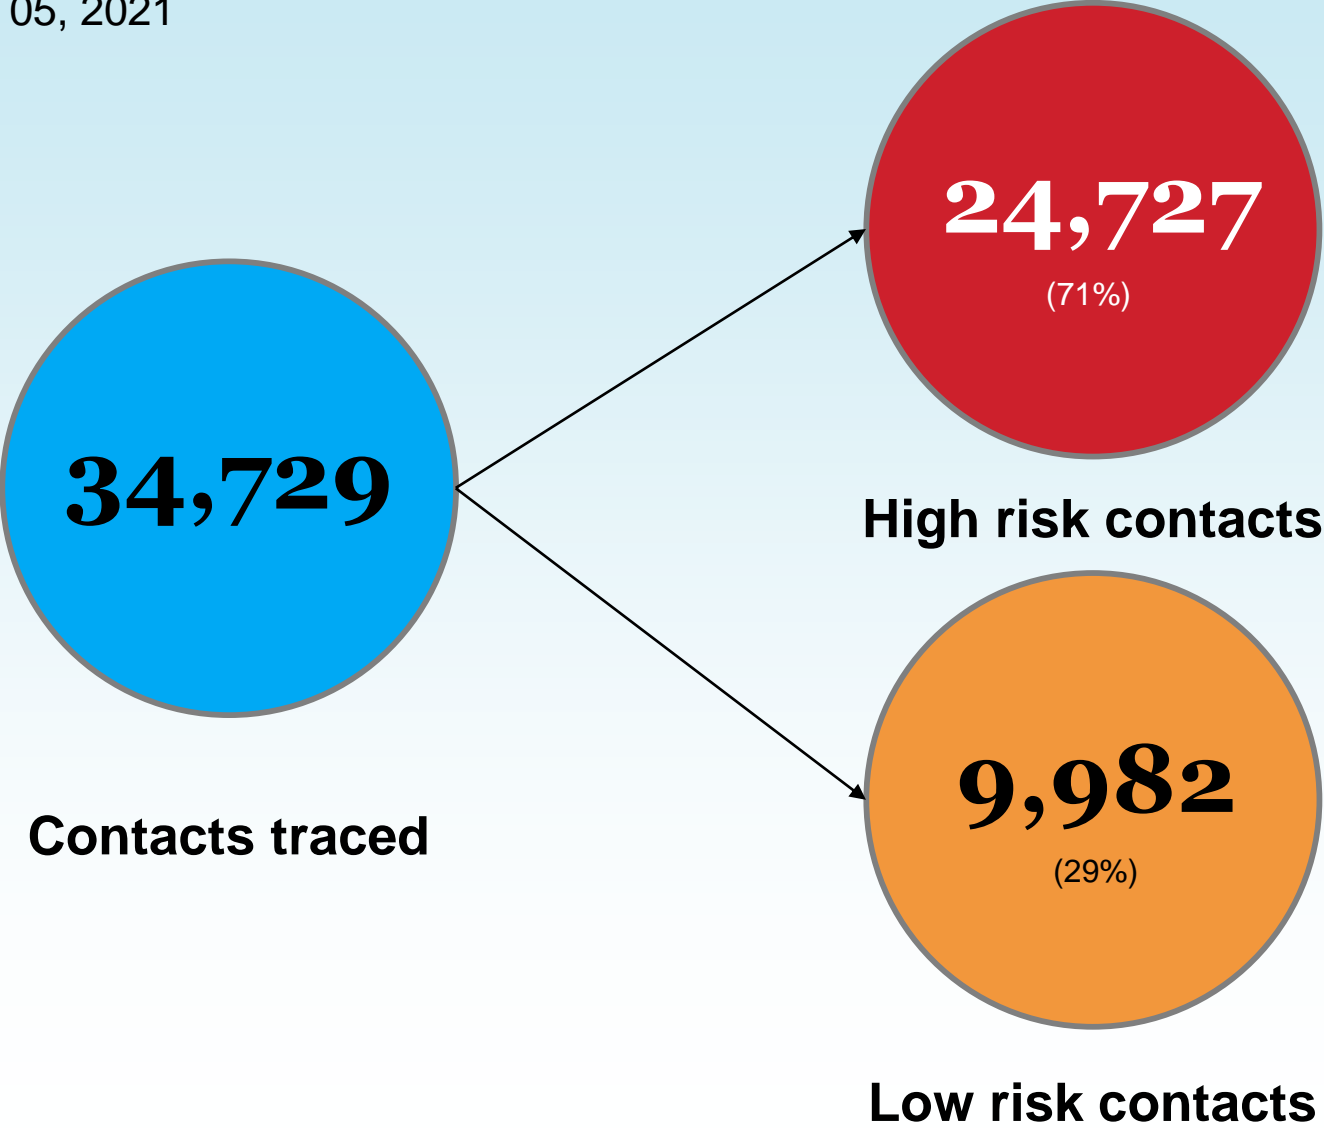 05, 2021
34,729
Contacts traced
24,727
(71%)
High risk contacts
9,982
(29%)
Low risk contacts